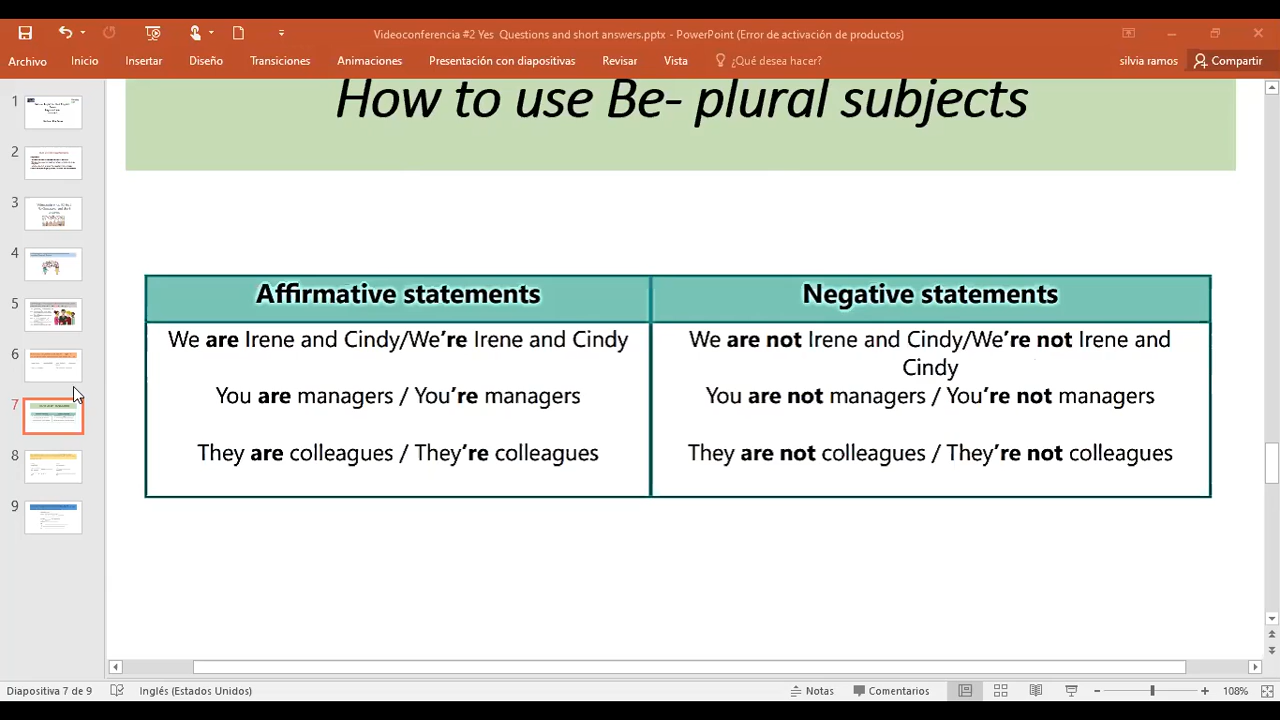 Videoconferencia #2 Yes Questions and short answers.pptx - PowerPoint (Error de activación de productos)
Archivo Inicio Insertar Diseño Transiciones Animaciones Presentación con diapositivas Revisar Vista ¿Qué desea hacer? silvia ramos Compartir
1
2
3
4
5
6
7
8
9
How to use Be- plural subjects
Affirmative statements
We are Irene and Cindy/We're Irene and Cindy
You are managers / You're managers
They are colleagues / They're colleagues
Negative statements
We are not Irene and Cindy/We're not Irene and
Cindy
You are not managers / You're not managers
They are not colleagues / They're not colleagues
Diapositiva 7 de 9 Inglés (Estados Unidos) Notas Comentarios 108%